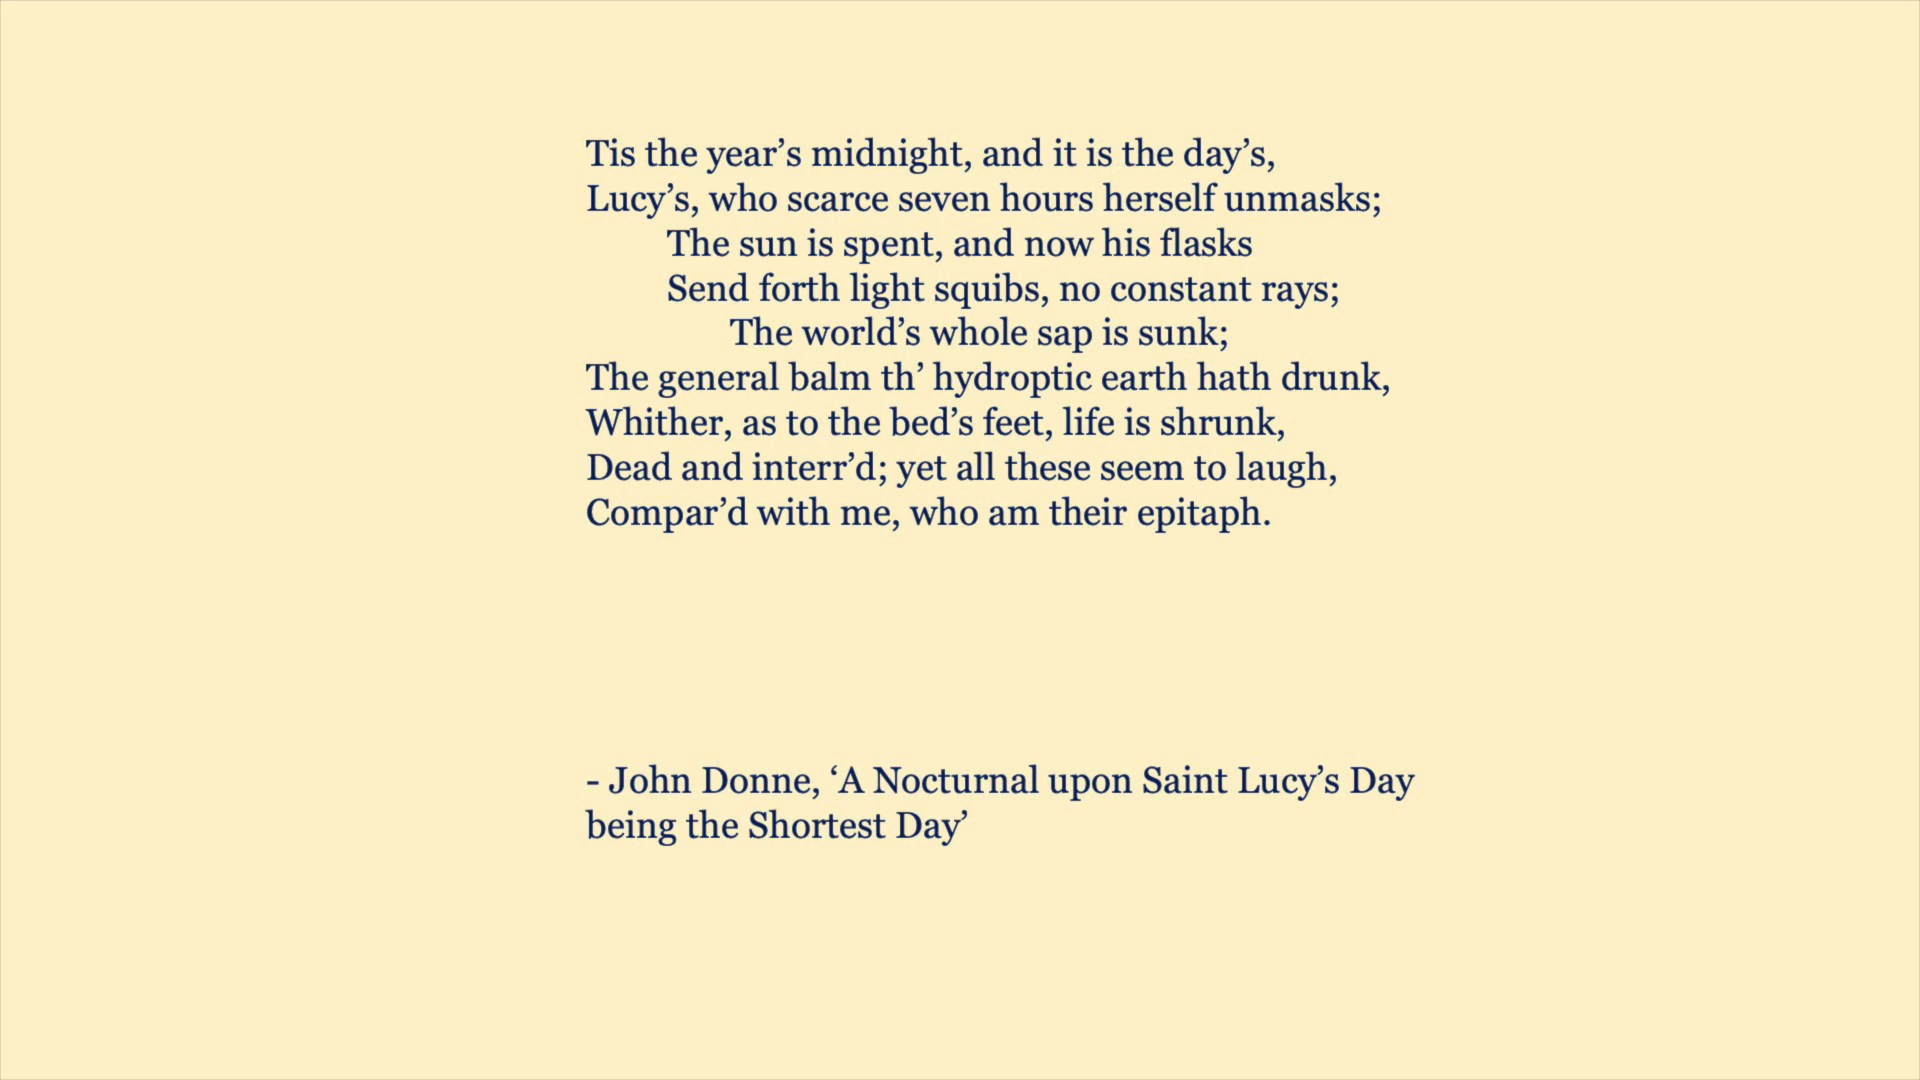 Tis the year’s midnight, and it is the day’s,
Lucy’s, who scarce seven hours herself unmasks;
The sun is spent, and now his flasks
Send forth light squibs, no constant rays;
The world’s whole sap is sunk;
The general balm th’ hydroptic earth hath drunk,
Whither, as to the bed’s feet, life is shrunk,
Dead and interr’d; yet all these seem to laugh,
Compar’d with me, who am their epitaph.
- John Donne, ‘A Nocturnal upon Saint Lucy’s Day
being the Shortest Day’